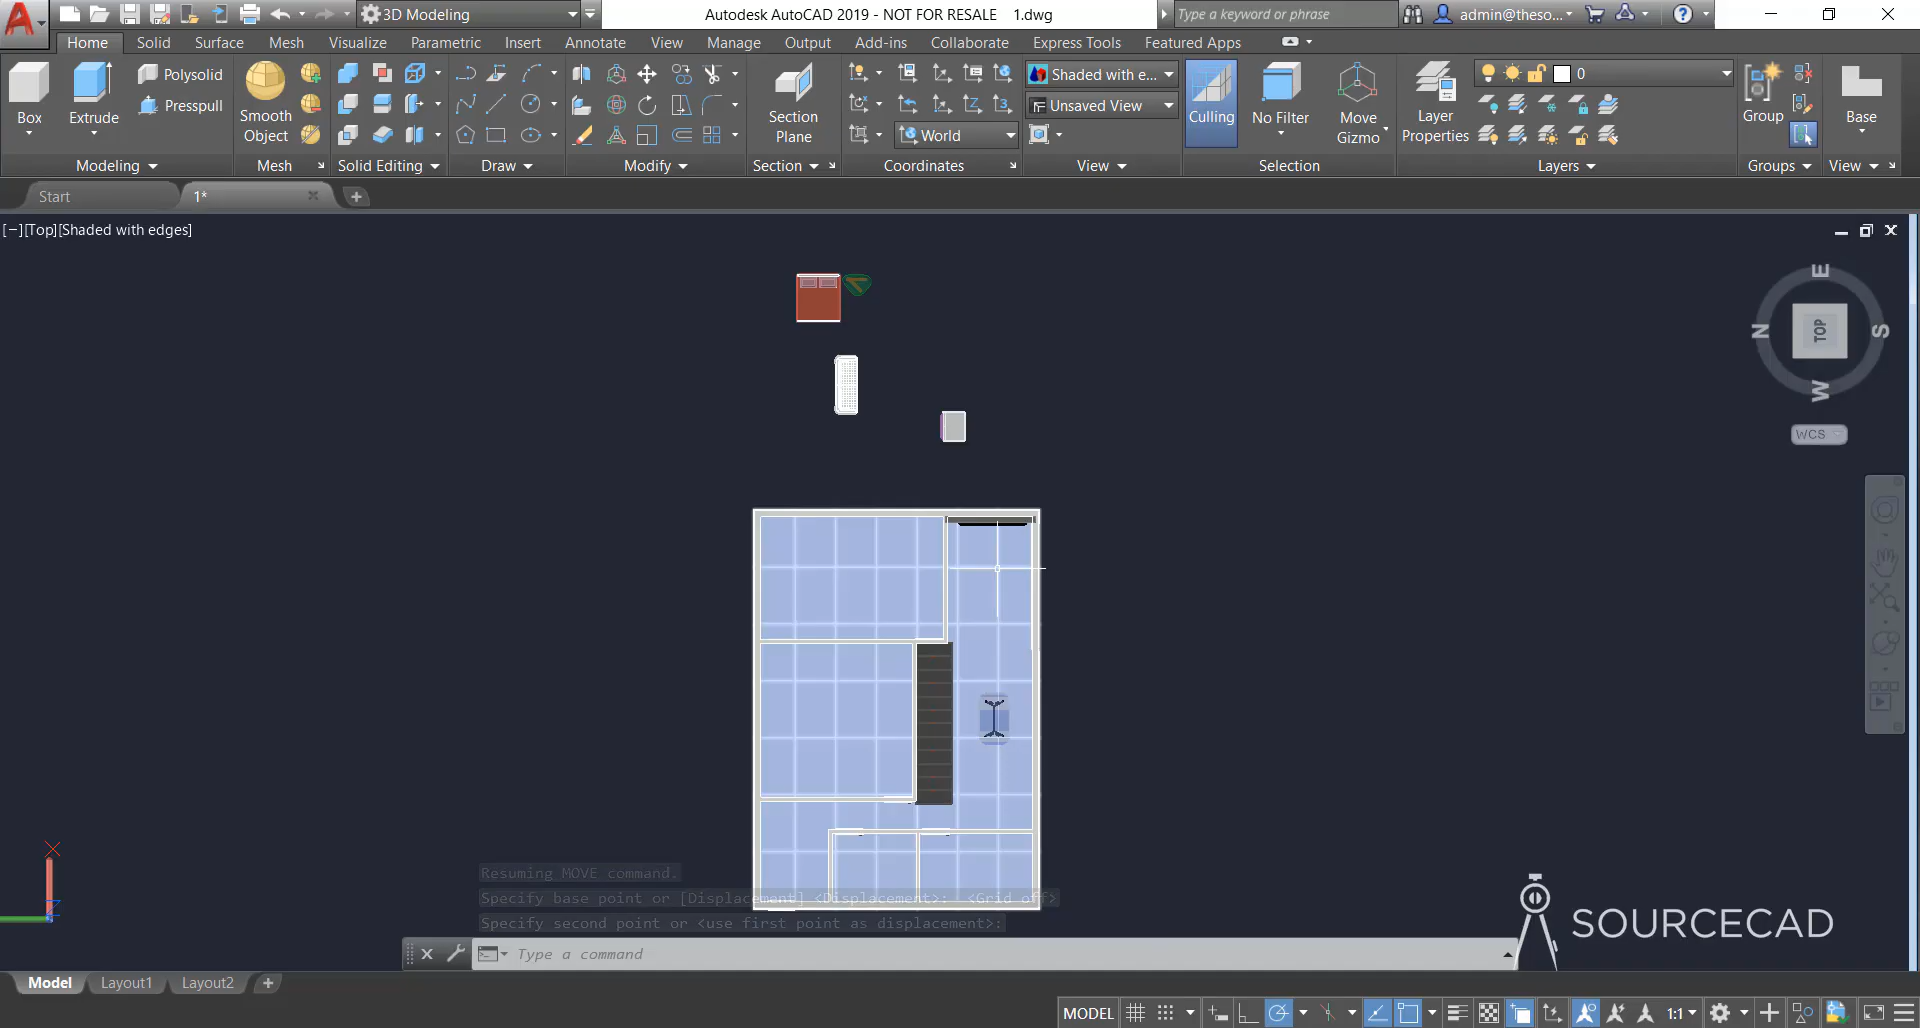 3D Modeling
Autodesk AutoCAD 2019 - NOT FOR RESALE 1.dwg
Type a keyword or phrase
admin@theso...
Home Solid Surface Mesh Visualize Parametric Insert Annotate View Manage Output Add-ins Collaborate Express Tools Featured Apps
Box
Extrude
Polysolid
Presspull
Modeling
Smooth
Object
Mesh
Solid Editing
Draw
Modify
Section
Plane
Section
World
Coordinates
Shaded with e...
Unsaved View
View
Culling
No Filter
Move
Gizmo
Selection
Layer
Properties
0
Layers
Group
Groups
Base
View
Start
1*
[−][Top][Shaded with edges]
E
N
TOP
S
W
WCS
Resuming MOVE command.
Specify base point or [Displacement] <Displacement>: <Grid off>
Specify second point or <use first point as displacement>:
Type a command
SOURCECAD
Model Layout1 Layout2
MODEL
1:1